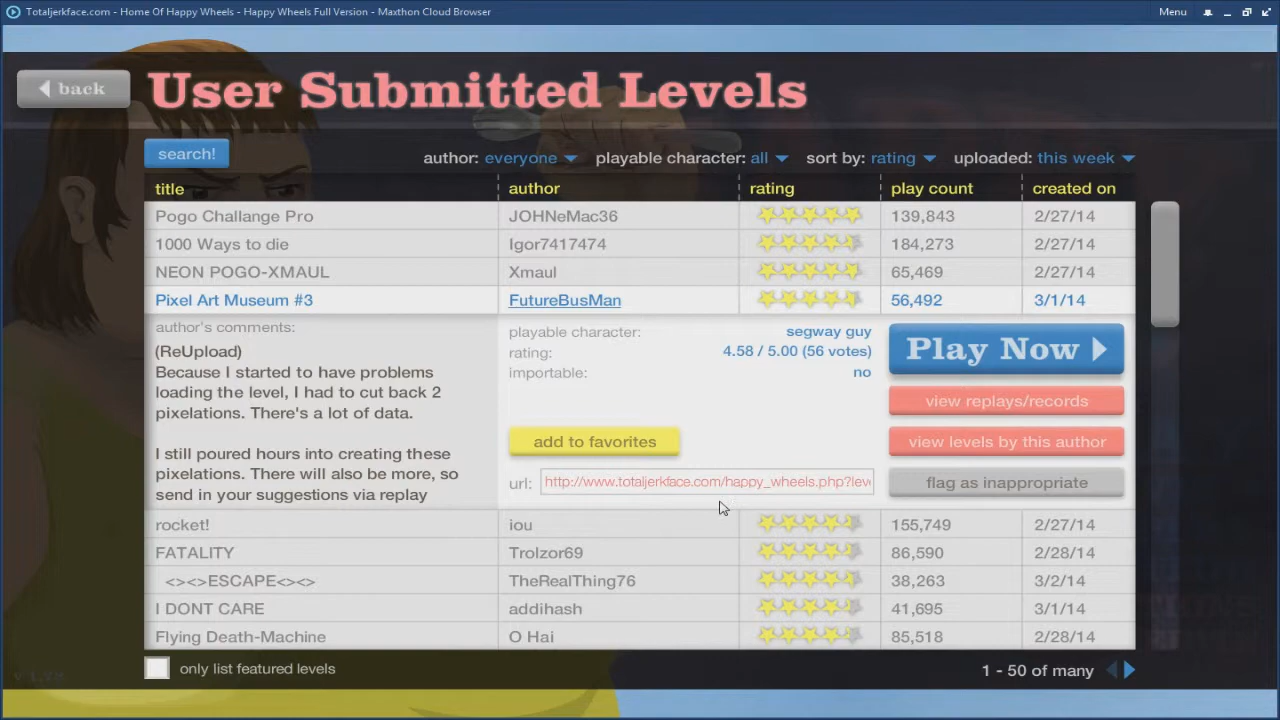 Totaljerkface.com - Home Of Happy Wheels - Happy Wheels Full Version - Maxthon Cloud Browser
Menu
back
User Submitted Levels
search!
author: everyone playable character: all sort by: rating uploaded: this week
title author rating play count created on
Pogo Challange Pro JOHNeMac36 139,843 2/27/14
1000 Ways to die Igor7417474 184,273 2/27/14
NEON POGO-XMAUL Xmaul 65,469 2/27/14
Pixel Art Museum #3 FutureBusMan 56,492 3/1/14
author's comments:
(ReUpload)
Because I started to have problems
loading the level, I had to cut back 2
pixelations. There's a lot of data.
I still poured hours into creating these
pixelations. There will also be more, so
send in your suggestions via replay
playable character: segway guy
rating: 4.58 / 5.00 (56 votes)
importable: no
add to favorites
url: http://www.totaljerkface.com/happy_wheels.php?leve
Play Now
view replays/records
view levels by this author
flag as inappropriate
rocket! iou 155,749 2/27/14
FATALITY Trolzor69 86,590 2/28/14
<><>ESCAPE<><> TheRealThing76 38,263 3/2/14
I DONT CARE addihash 41,695 3/1/14
Flying Death-Machine O Hai 85,518 2/28/14
only list featured levels
1 - 50 of many